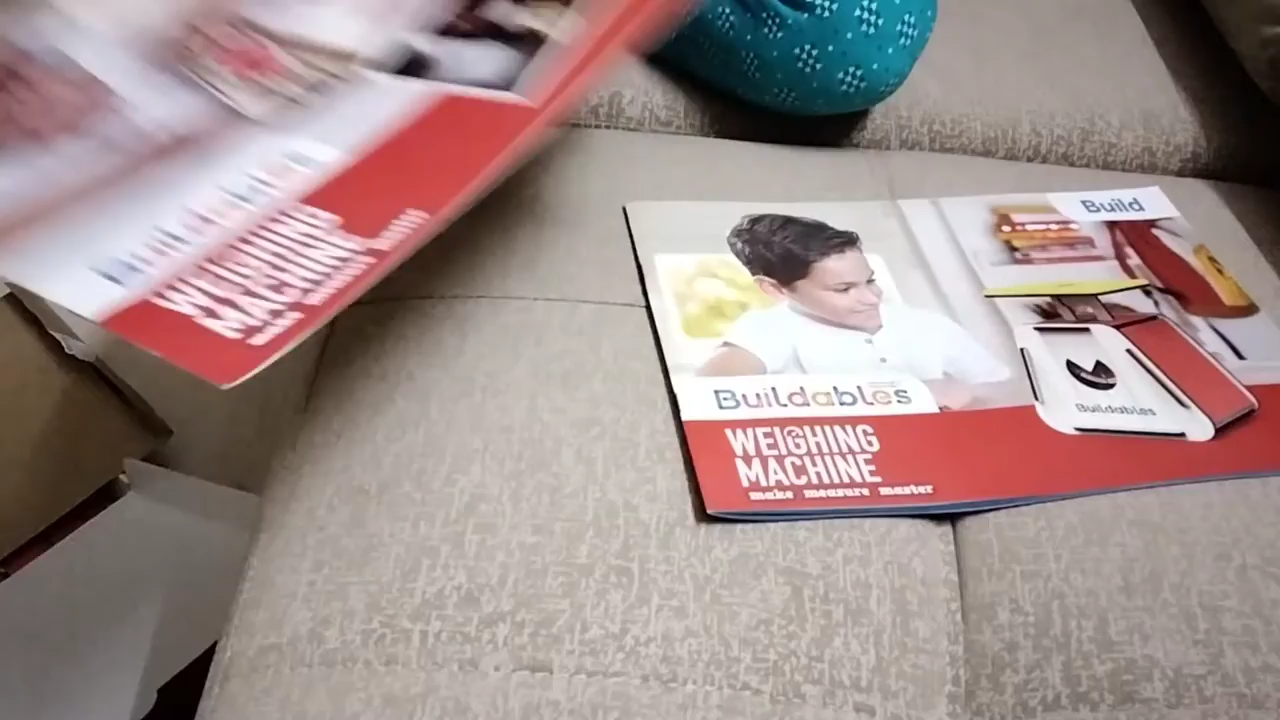 WEIGHING
MACHINE
Build
Buildables
Buildables
WEIGHING
MACHINE
make measure master